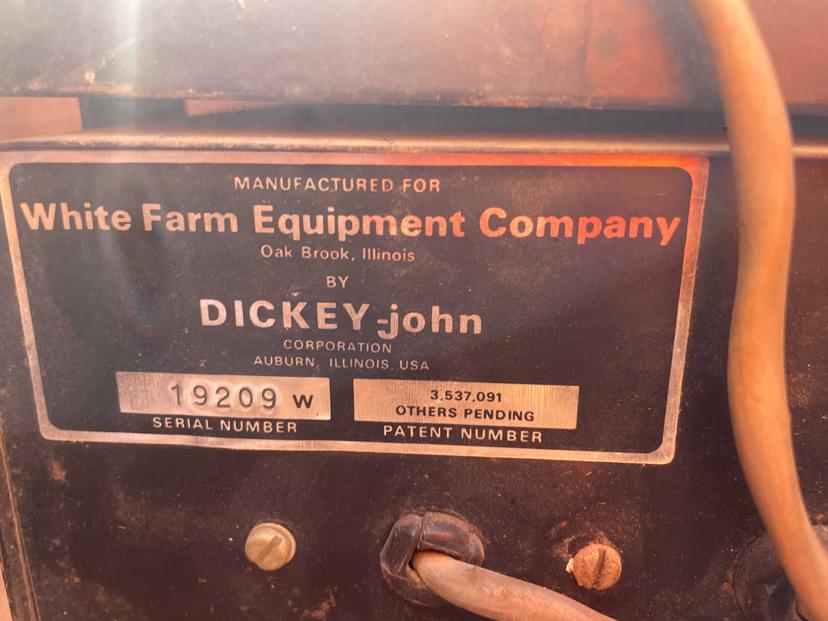 MANUFACTURED FOR
White Farm Equipment Company
Oak Brook, Illinois
BY
DICKEY-john
CORPORATION
AUBURN, ILLINOIS, USA
19209 W
SERIAL NUMBER
3,537,091
OTHERS PENDING
PATENT NUMBER